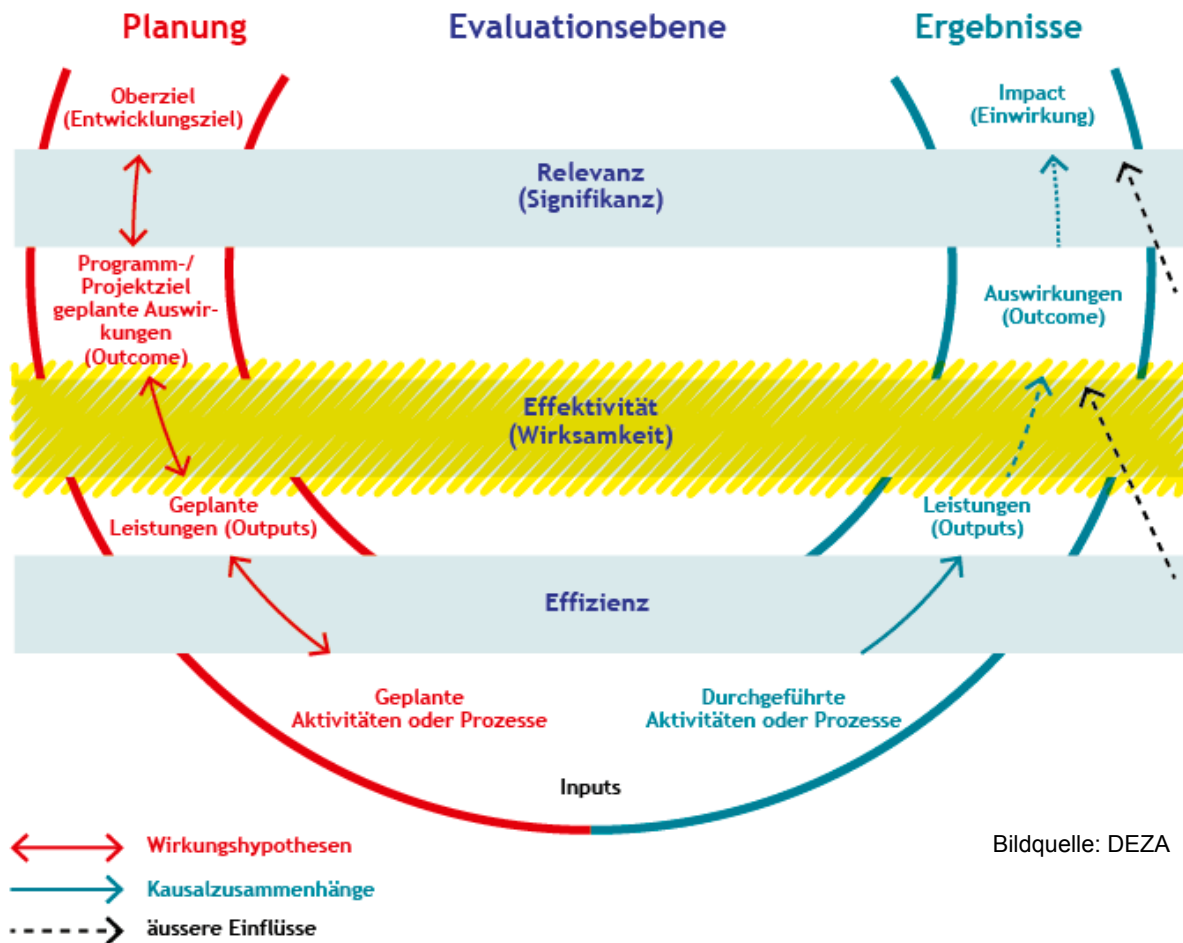 Planung
Evaluationsebene
Ergebnisse
Oberziel
(Entwicklungsziel)
Impact
(Einwirkung)
Relevanz
(Signifikanz)
Programm-/
Projektziel
geplante Auswir-
kungen
(Outcome)
Auswirkungen
(Outcome)
Effektivität
(Wirksamkeit)
Geplante
Leistungen (Outputs)
Leistungen
(Outputs)
Effizienz
Geplante
Aktivitäten oder Prozesse
Durchgeführte
Aktivitäten oder Prozesse
Inputs
Wirkungshypothesen
Kausalzusammenhänge
äussere Einflüsse
Bildquelle: DEZA